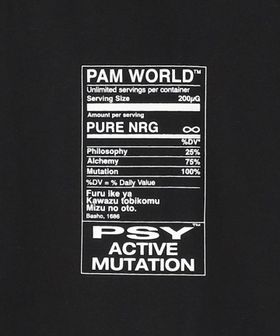 PAM WORLD™
Unlimited servings per container
Serving Size 200µG
Amount per serving
PURE NRG ∞
%DV*
Philosophy 25%
Alchemy 75%
Mutation 100%
%DV = % Daily Value
Furu ike ya
Kawazu tobikomu
Mizu no oto.
Basho, 1686
PSY™
ACTIVE
MUTATION